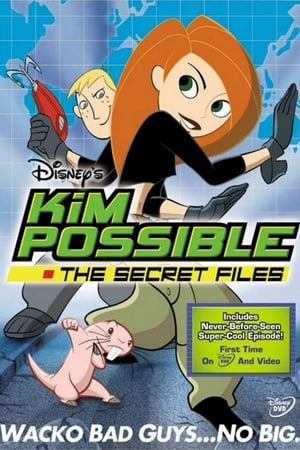 Disney's
KiM
POSSIBLE
THE SECRET FILES
Includes
Never-Before-Seen
Super-Cool Episode!
First Time
On Disney DVD And Video
Disney
DVD
WACKO BAD GUYS...NO BIG.